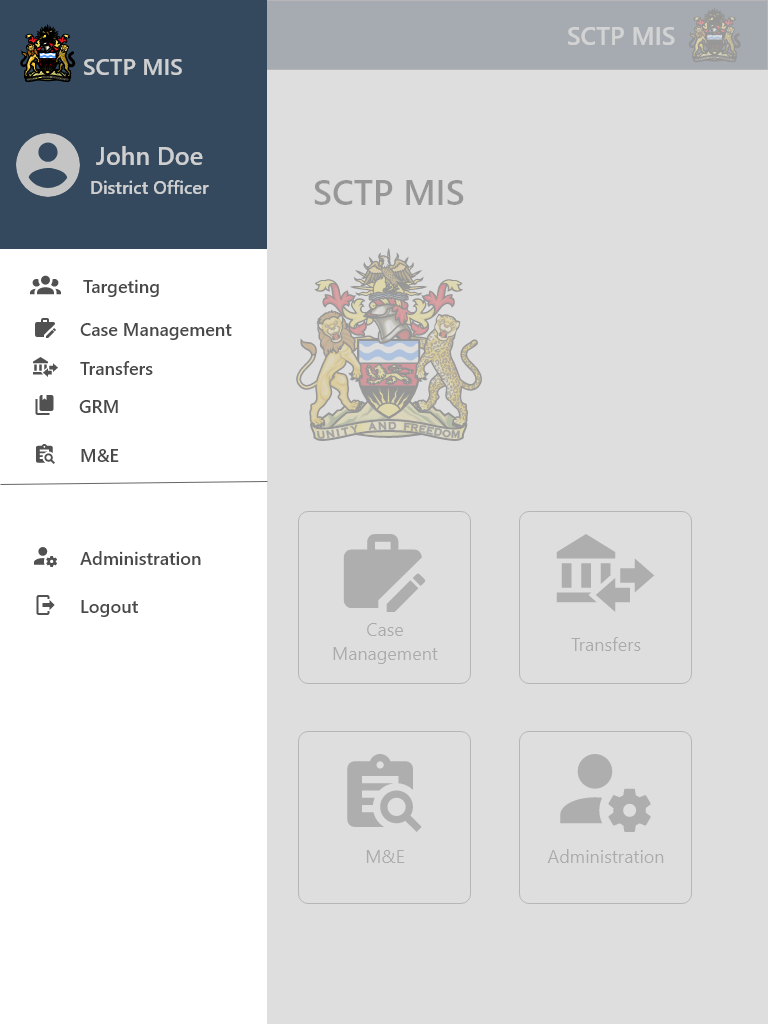 SCTP MIS
John Doe
District Officer
Targeting
Case Management
Transfers
GRM
M&E
Administration
Logout
SCTP MIS
SCTP MIS
UNITY AND FREEDOM
Case
Management
Transfers
M&E
Administration